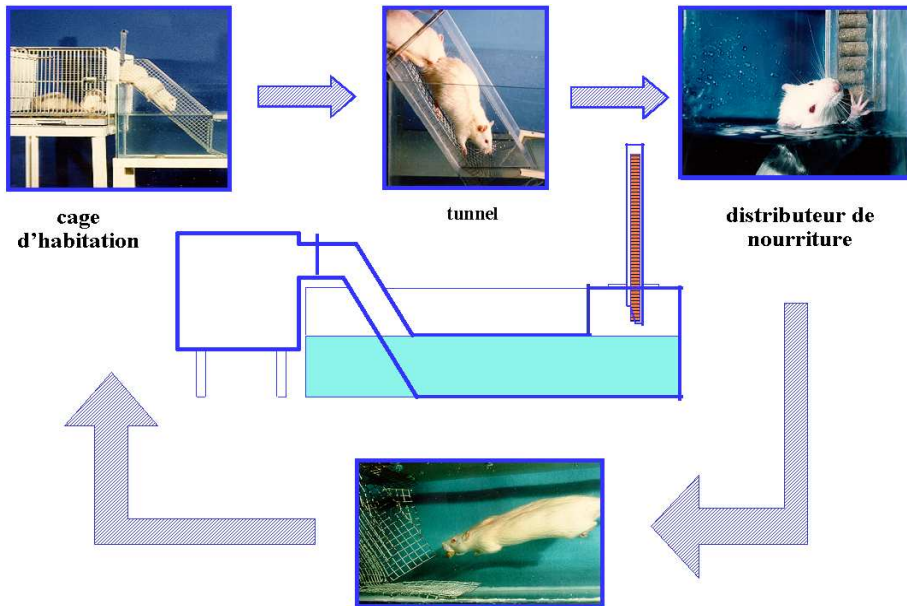 cage
d’habitation
tunnel
distributeur de
nourriture